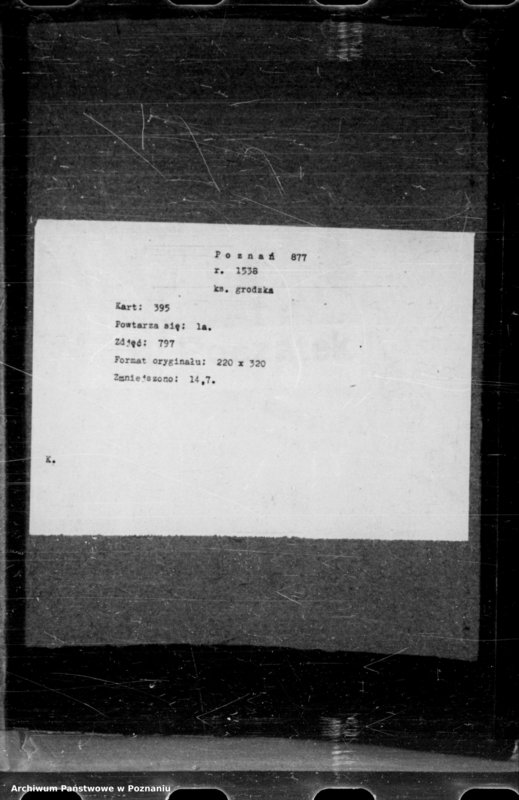 Poznań 877
r. 1538
ks. grodzka
Kart: 395
Powtarza się: 1a.
Zdjęć: 797
Format oryginału: 220 x 320
Zmniejszono: 14,7.
K.
Archiwum Państwowe w Poznaniu